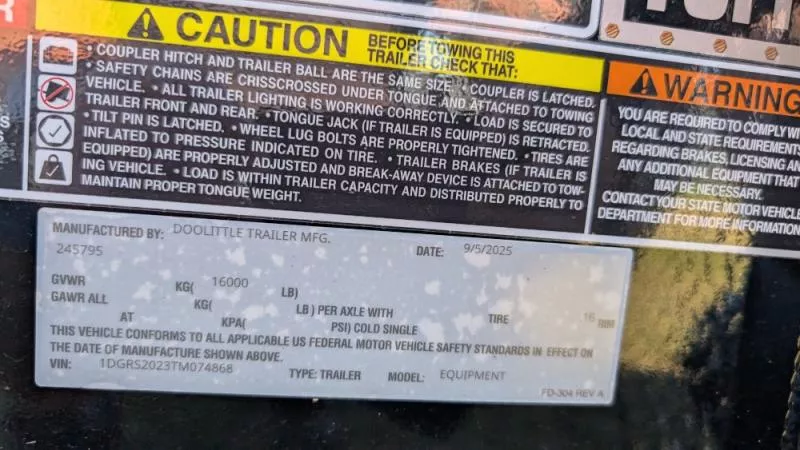 CAUTION BEFORE TOWING THIS
TRAILER CHECK THAT:
• COUPLER HITCH AND TRAILER BALL ARE THE SAME SIZE. • COUPLER IS LATCHED.
• SAFETY CHAINS ARE CRISSCROSSED UNDER TONGUE AND ATTACHED TO TOWING
VEHICLE. • ALL TRAILER LIGHTING IS WORKING CORRECTLY. • LOAD IS SECURED TO
TRAILER FRONT AND REAR. • TONGUE JACK (IF TRAILER IS EQUIPPED) IS RETRACTED.
• TILT PIN IS LATCHED. • WHEEL LUG BOLTS ARE PROPERLY TIGHTENED. • TIRES ARE
INFLATED TO PRESSURE INDICATED ON TIRE. • TRAILER BRAKES (IF TRAILER IS
EQUIPPED) ARE PROPERLY ADJUSTED AND BREAK-AWAY DEVICE IS ATTACHED TO TOW-
ING VEHICLE. • LOAD IS WITHIN TRAILER CAPACITY AND DISTRIBUTED PROPERLY TO
MAINTAIN PROPER TONGUE WEIGHT.
WARNING
YOU ARE REQUIRED TO COMPLY WI
LOCAL AND STATE REQUIREMENTS
REGARDING BRAKES, LICENSING AN
ANY ADDITIONAL EQUIPMENT THAT
MAY BE NECESSARY.
CONTACT YOUR STATE MOTOR VEHICLE
DEPARTMENT FOR MORE INFORMATION
MANUFACTURED BY: DOOLITTLE TRAILER MFG. DATE: 9/5/2025
245795
GVWR KG( 16000 LB)
GAWR ALL KG( LB) PER AXLE WITH TIRE 16 RIM
AT KPA( PSI) COLD SINGLE
THIS VEHICLE CONFORMS TO ALL APPLICABLE US FEDERAL MOTOR VEHICLE SAFETY STANDARDS IN EFFECT ON
THE DATE OF MANUFACTURE SHOWN ABOVE.
VIN: 1DGRS2023TM074868 TYPE: TRAILER MODEL: EQUIPMENT
FD-304 REV A